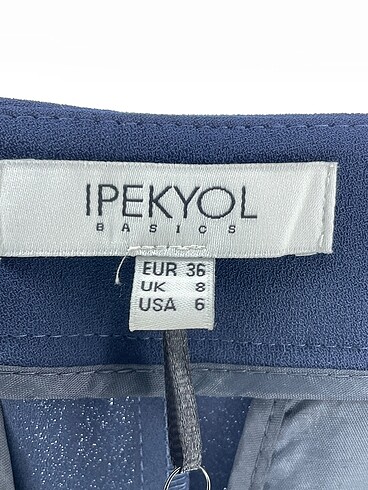 IPEKYOL
BASICS
EUR 36
UK 8
USA 6